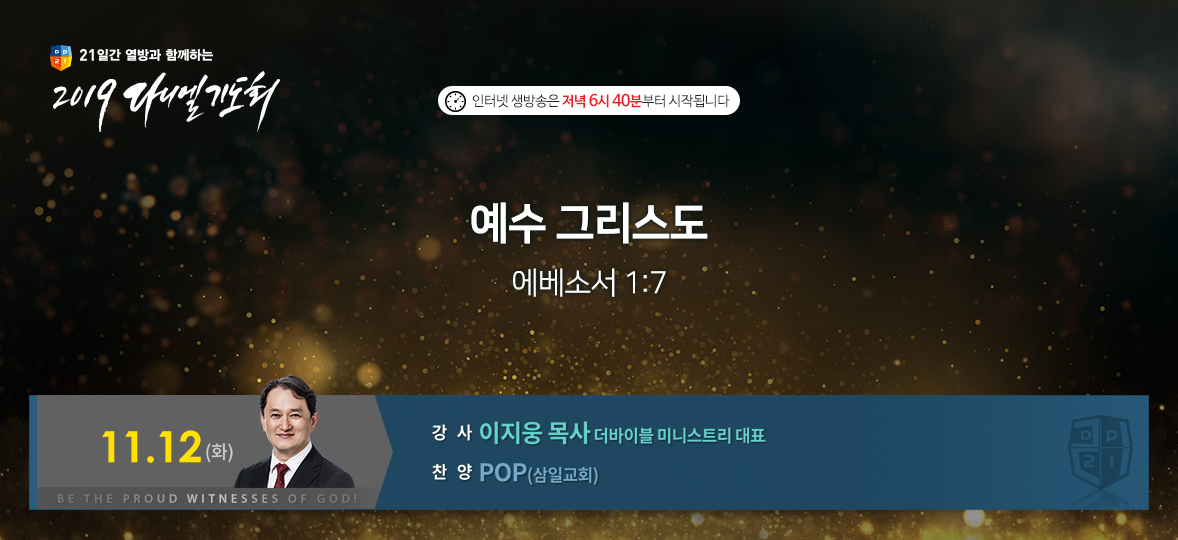 21일간 열방과 함께하는
2019 다니엘기도회
인터넷 생방송은 저녁 6시 40분부터 시작됩니다
예수 그리스도
에베소서 1:7
11.12(화)
강 사 이지웅 목사 더바이블 미니스트리 대표
찬 양 POP(삼일교회)
BE THE PROUD WITNESSES OF GOD!
DP
21